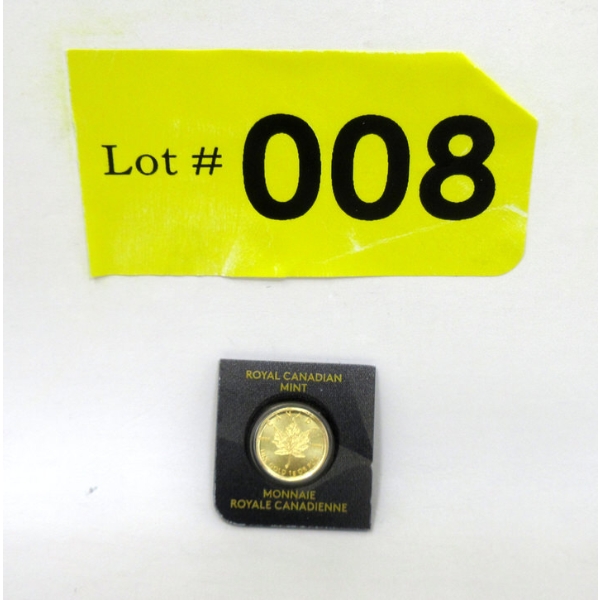 Lot # 008
ROYAL CANADIAN
MINT
MONNAIE
ROYALE CANADIENNE